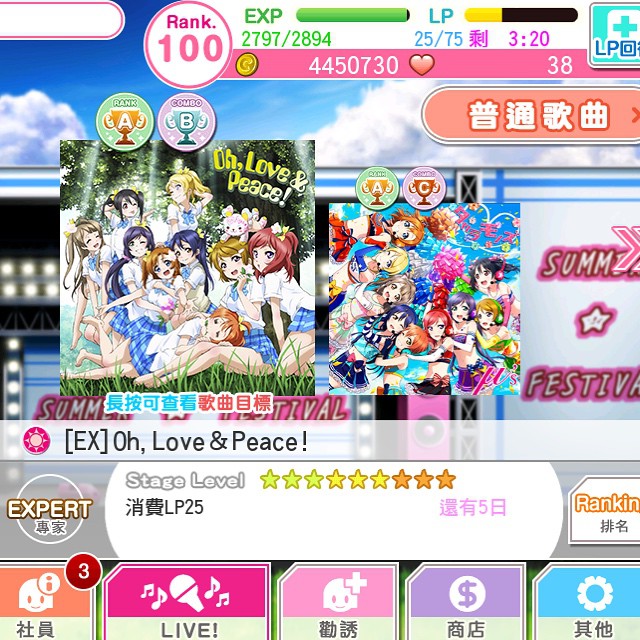 Rank.
100
EXP
2797/2894
LP
25/75 剩 3:20
LP回復
4450730
38
普通歌曲
RANK
A
COMBO
B
Oh, Love &
Peace!
RANK
A
COMBO
C
μ's
SUMMER
FESTIVAL
SUMMER FESTIVAL
長按可查看歌曲目標
[EX]Oh, Love＆Peace!
EXPERT
專家
Stage Level
消費LP25
還有5日
Ranking
排名
3
社員
LIVE!
勸誘
商店
其他